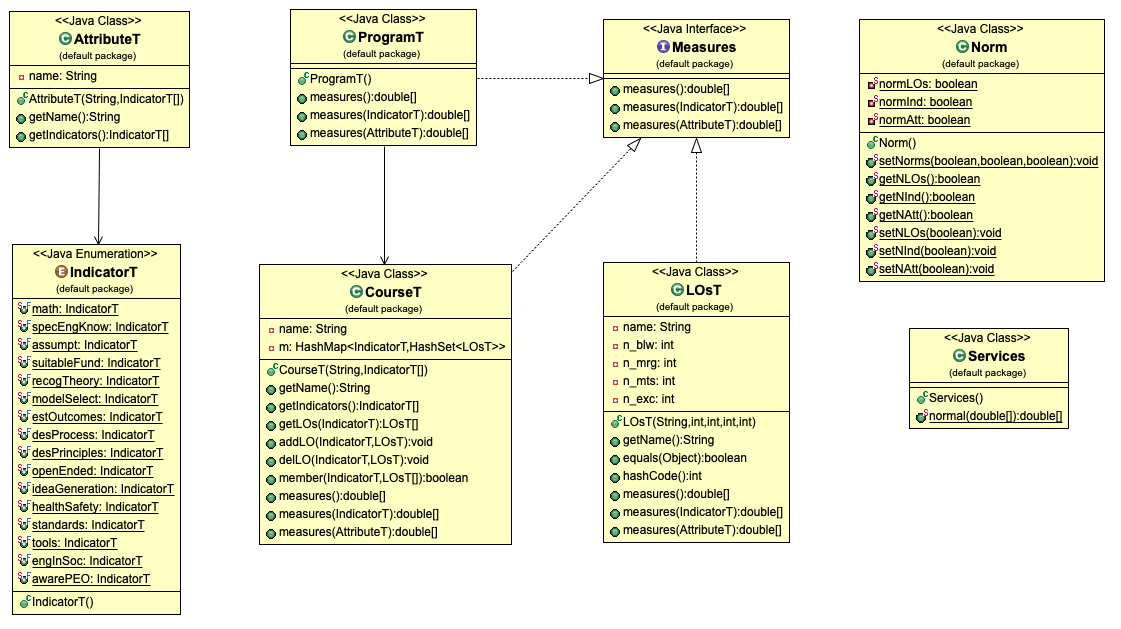 <<Java Class>>
AttributeT
(default package)
name: String
AttributeT(String,IndicatorT[])
getName():String
getIndicators():IndicatorT[]
<<Java Class>>
ProgramT
(default package)
ProgramT()
measures():double[]
measures(IndicatorT):double[]
measures(AttributeT):double[]
<<Java Interface>>
Measures
(default package)
measures():double[]
measures(IndicatorT):double[]
measures(AttributeT):double[]
<<Java Class>>
Norm
(default package)
normLOs: boolean
normInd: boolean
normAtt: boolean
Norm()
setNorms(boolean,boolean,boolean):void
getNLOs():boolean
getNInd():boolean
getNAtt():boolean
setNLOs(boolean):void
setNInd(boolean):void
setNAtt(boolean):void
<<Java Enumeration>>
IndicatorT
(default package)
math: IndicatorT
specEngKnow: IndicatorT
assumpt: IndicatorT
suitableFund: IndicatorT
recogTheory: IndicatorT
modelSelect: IndicatorT
estOutcomes: IndicatorT
desProcess: IndicatorT
desPrinciples: IndicatorT
openEnded: IndicatorT
ideaGeneration: IndicatorT
healthSafety: IndicatorT
standards: IndicatorT
tools: IndicatorT
engInSoc: IndicatorT
awarePEO: IndicatorT
IndicatorT()
<<Java Class>>
CourseT
(default package)
name: String
m: HashMap<IndicatorT,HashSet<LOsT>>
CourseT(String,IndicatorT[])
getName():String
getIndicators():IndicatorT[]
getLOs(IndicatorT):LOsT[]
addLO(IndicatorT,LOsT):void
delLO(IndicatorT,LOsT):void
member(IndicatorT,LOsT[]):boolean
measures():double[]
measures(IndicatorT):double[]
measures(AttributeT):double[]
<<Java Class>>
LOsT
(default package)
name: String
n_blw: int
n_mrg: int
n_mts: int
n_exc: int
LOsT(String,int,int,int,int)
getName():String
equals(Object):boolean
hashCode():int
measures():double[]
measures(IndicatorT):double[]
measures(AttributeT):double[]
<<Java Class>>
Services
(default package)
Services()
normal(double[]):double[]